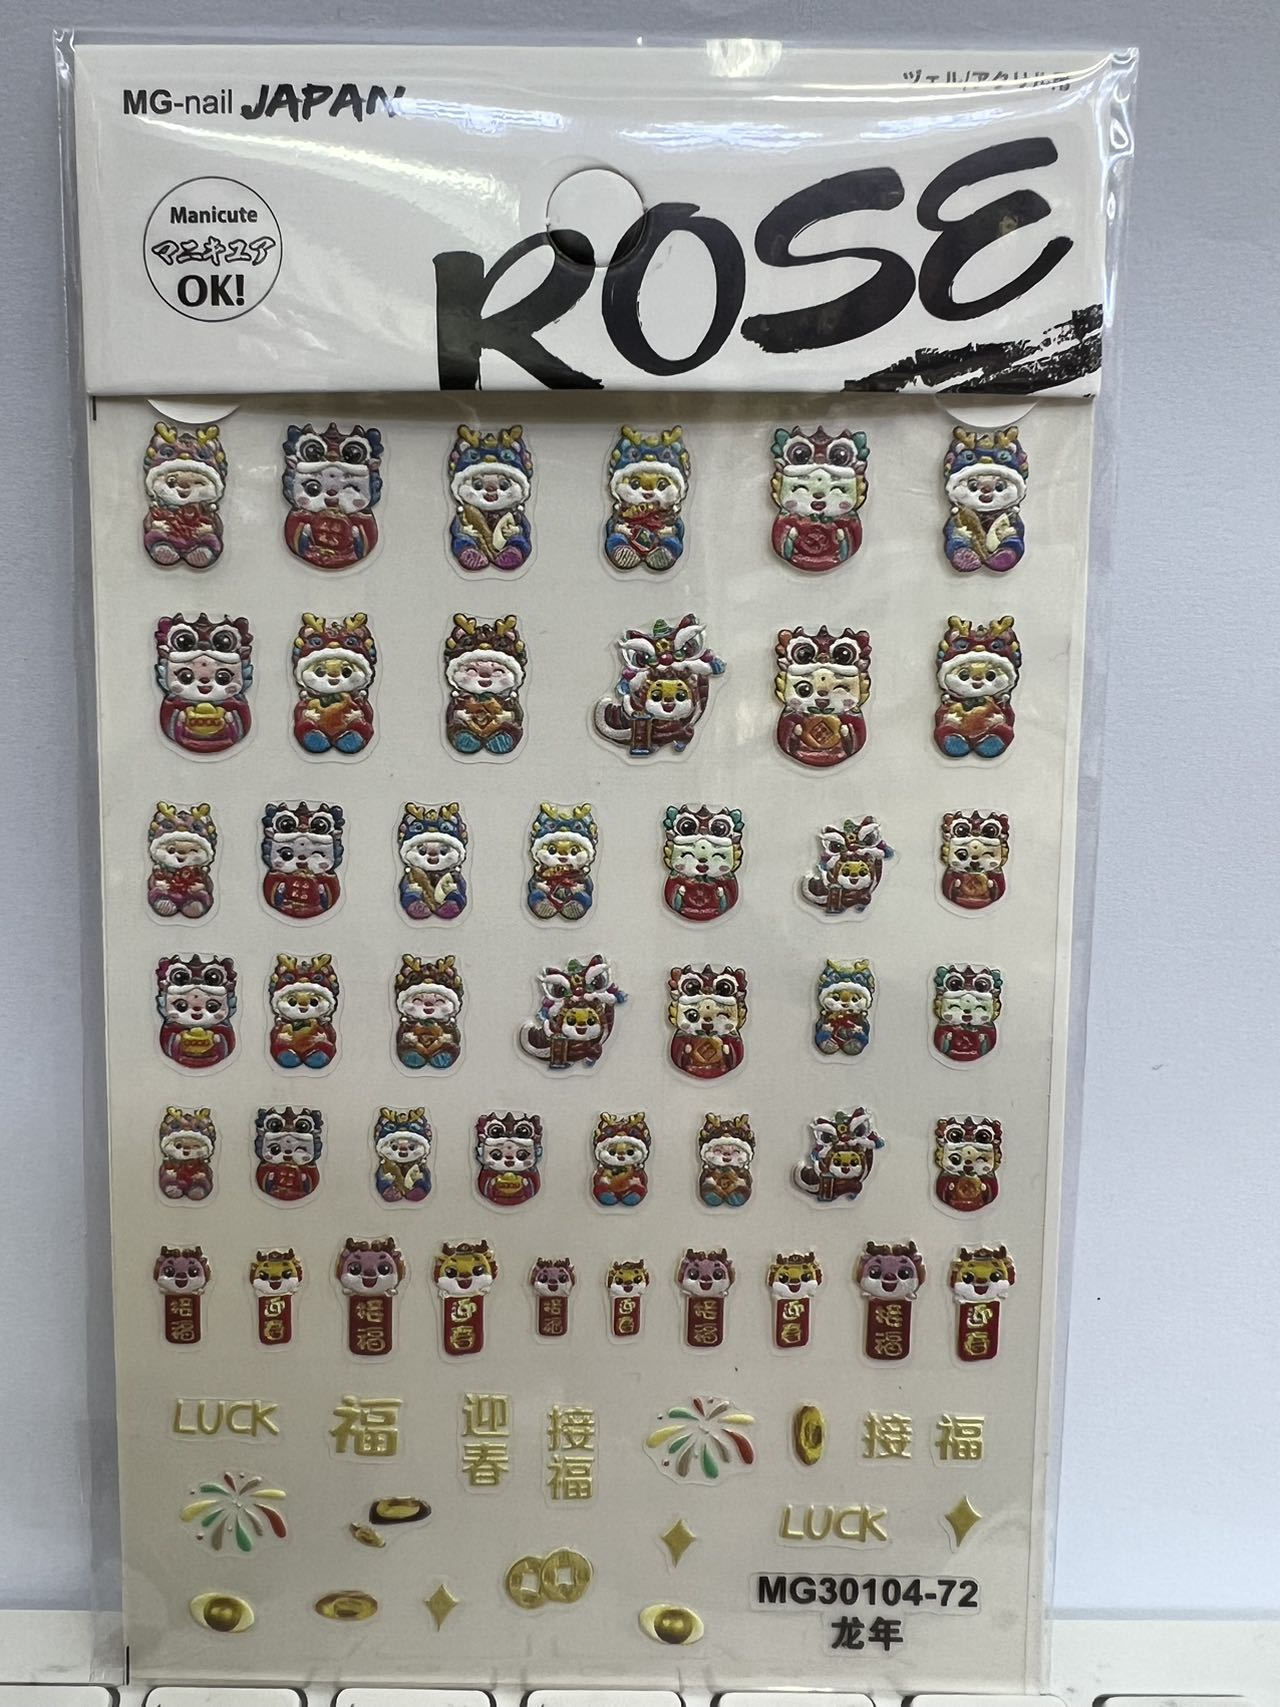 MG-nail JAPAN
ROSE
Manicute
マニキュア
OK!
LUCK
福
迎春
接福
接
福
LUCK
MG30104-72
龙年